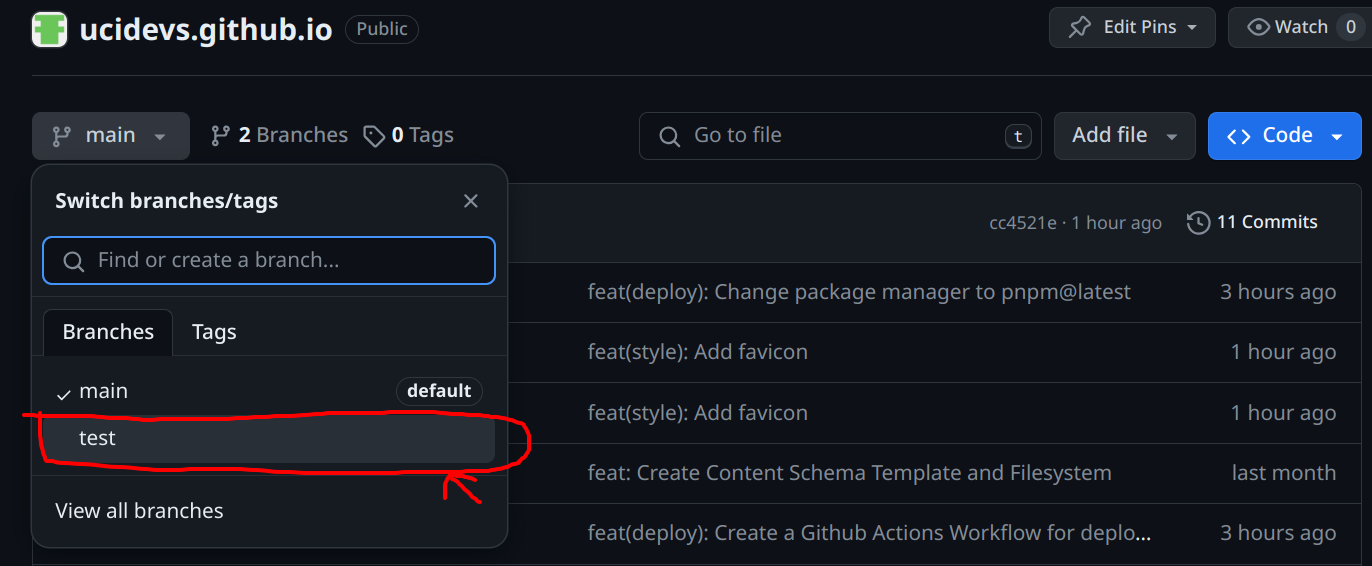 ucidevs.github.io Public Edit Pins Watch 0
main 2 Branches 0 Tags Go to file t Add file Code
Switch branches/tags
Find or create a branch...
Branches Tags
main default
test
View all branches
cc4521e · 1 hour ago 11 Commits
feat(deploy): Change package manager to pnpm@latest 3 hours ago
feat(style): Add favicon 1 hour ago
feat(style): Add favicon 1 hour ago
feat: Create Content Schema Template and Filesystem last month
feat(deploy): Create a Github Actions Workflow for deplo... 3 hours ago